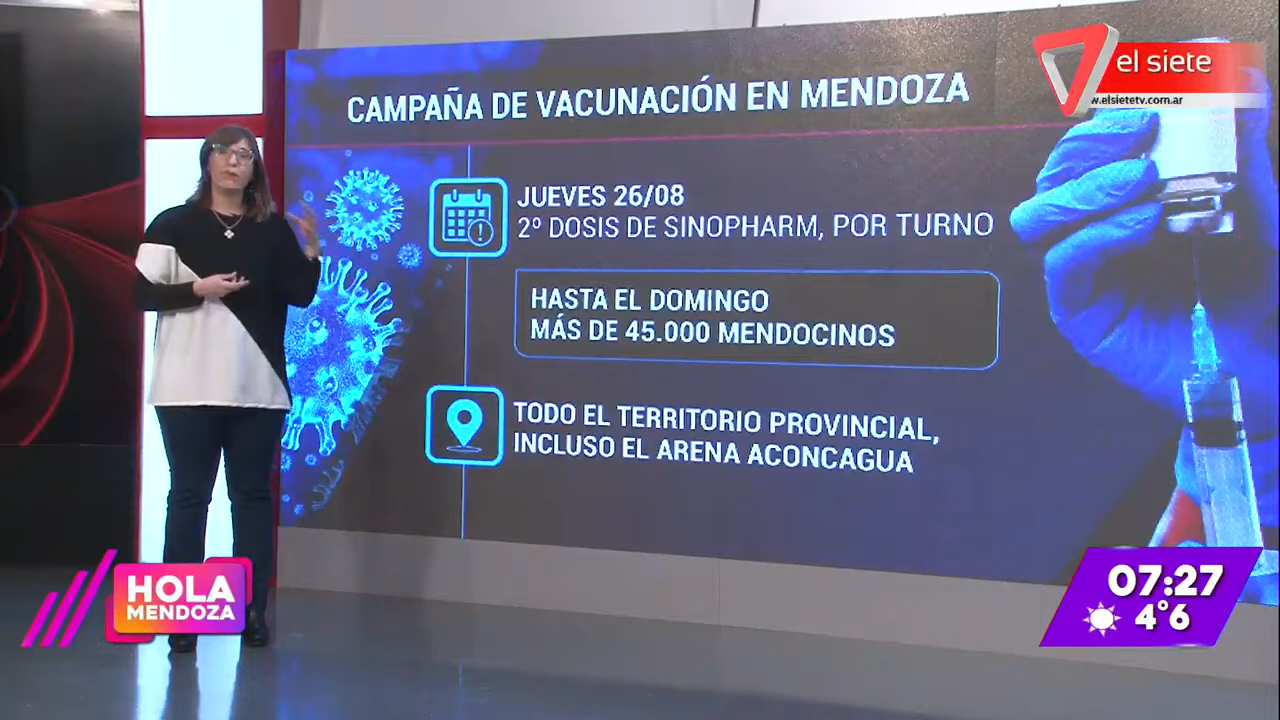 el siete
w.elsietetv.com.ar
CAMPAÑA DE VACUNACIÓN EN MENDOZA
JUEVES 26/08
2º DOSIS DE SINOPHARM, POR TURNO
HASTA EL DOMINGO
MÁS DE 45.000 MENDOCINOS
TODO EL TERRITORIO PROVINCIAL,
INCLUSO EL ARENA ACONCAGUA
HOLA
MENDOZA
07:27
4°6